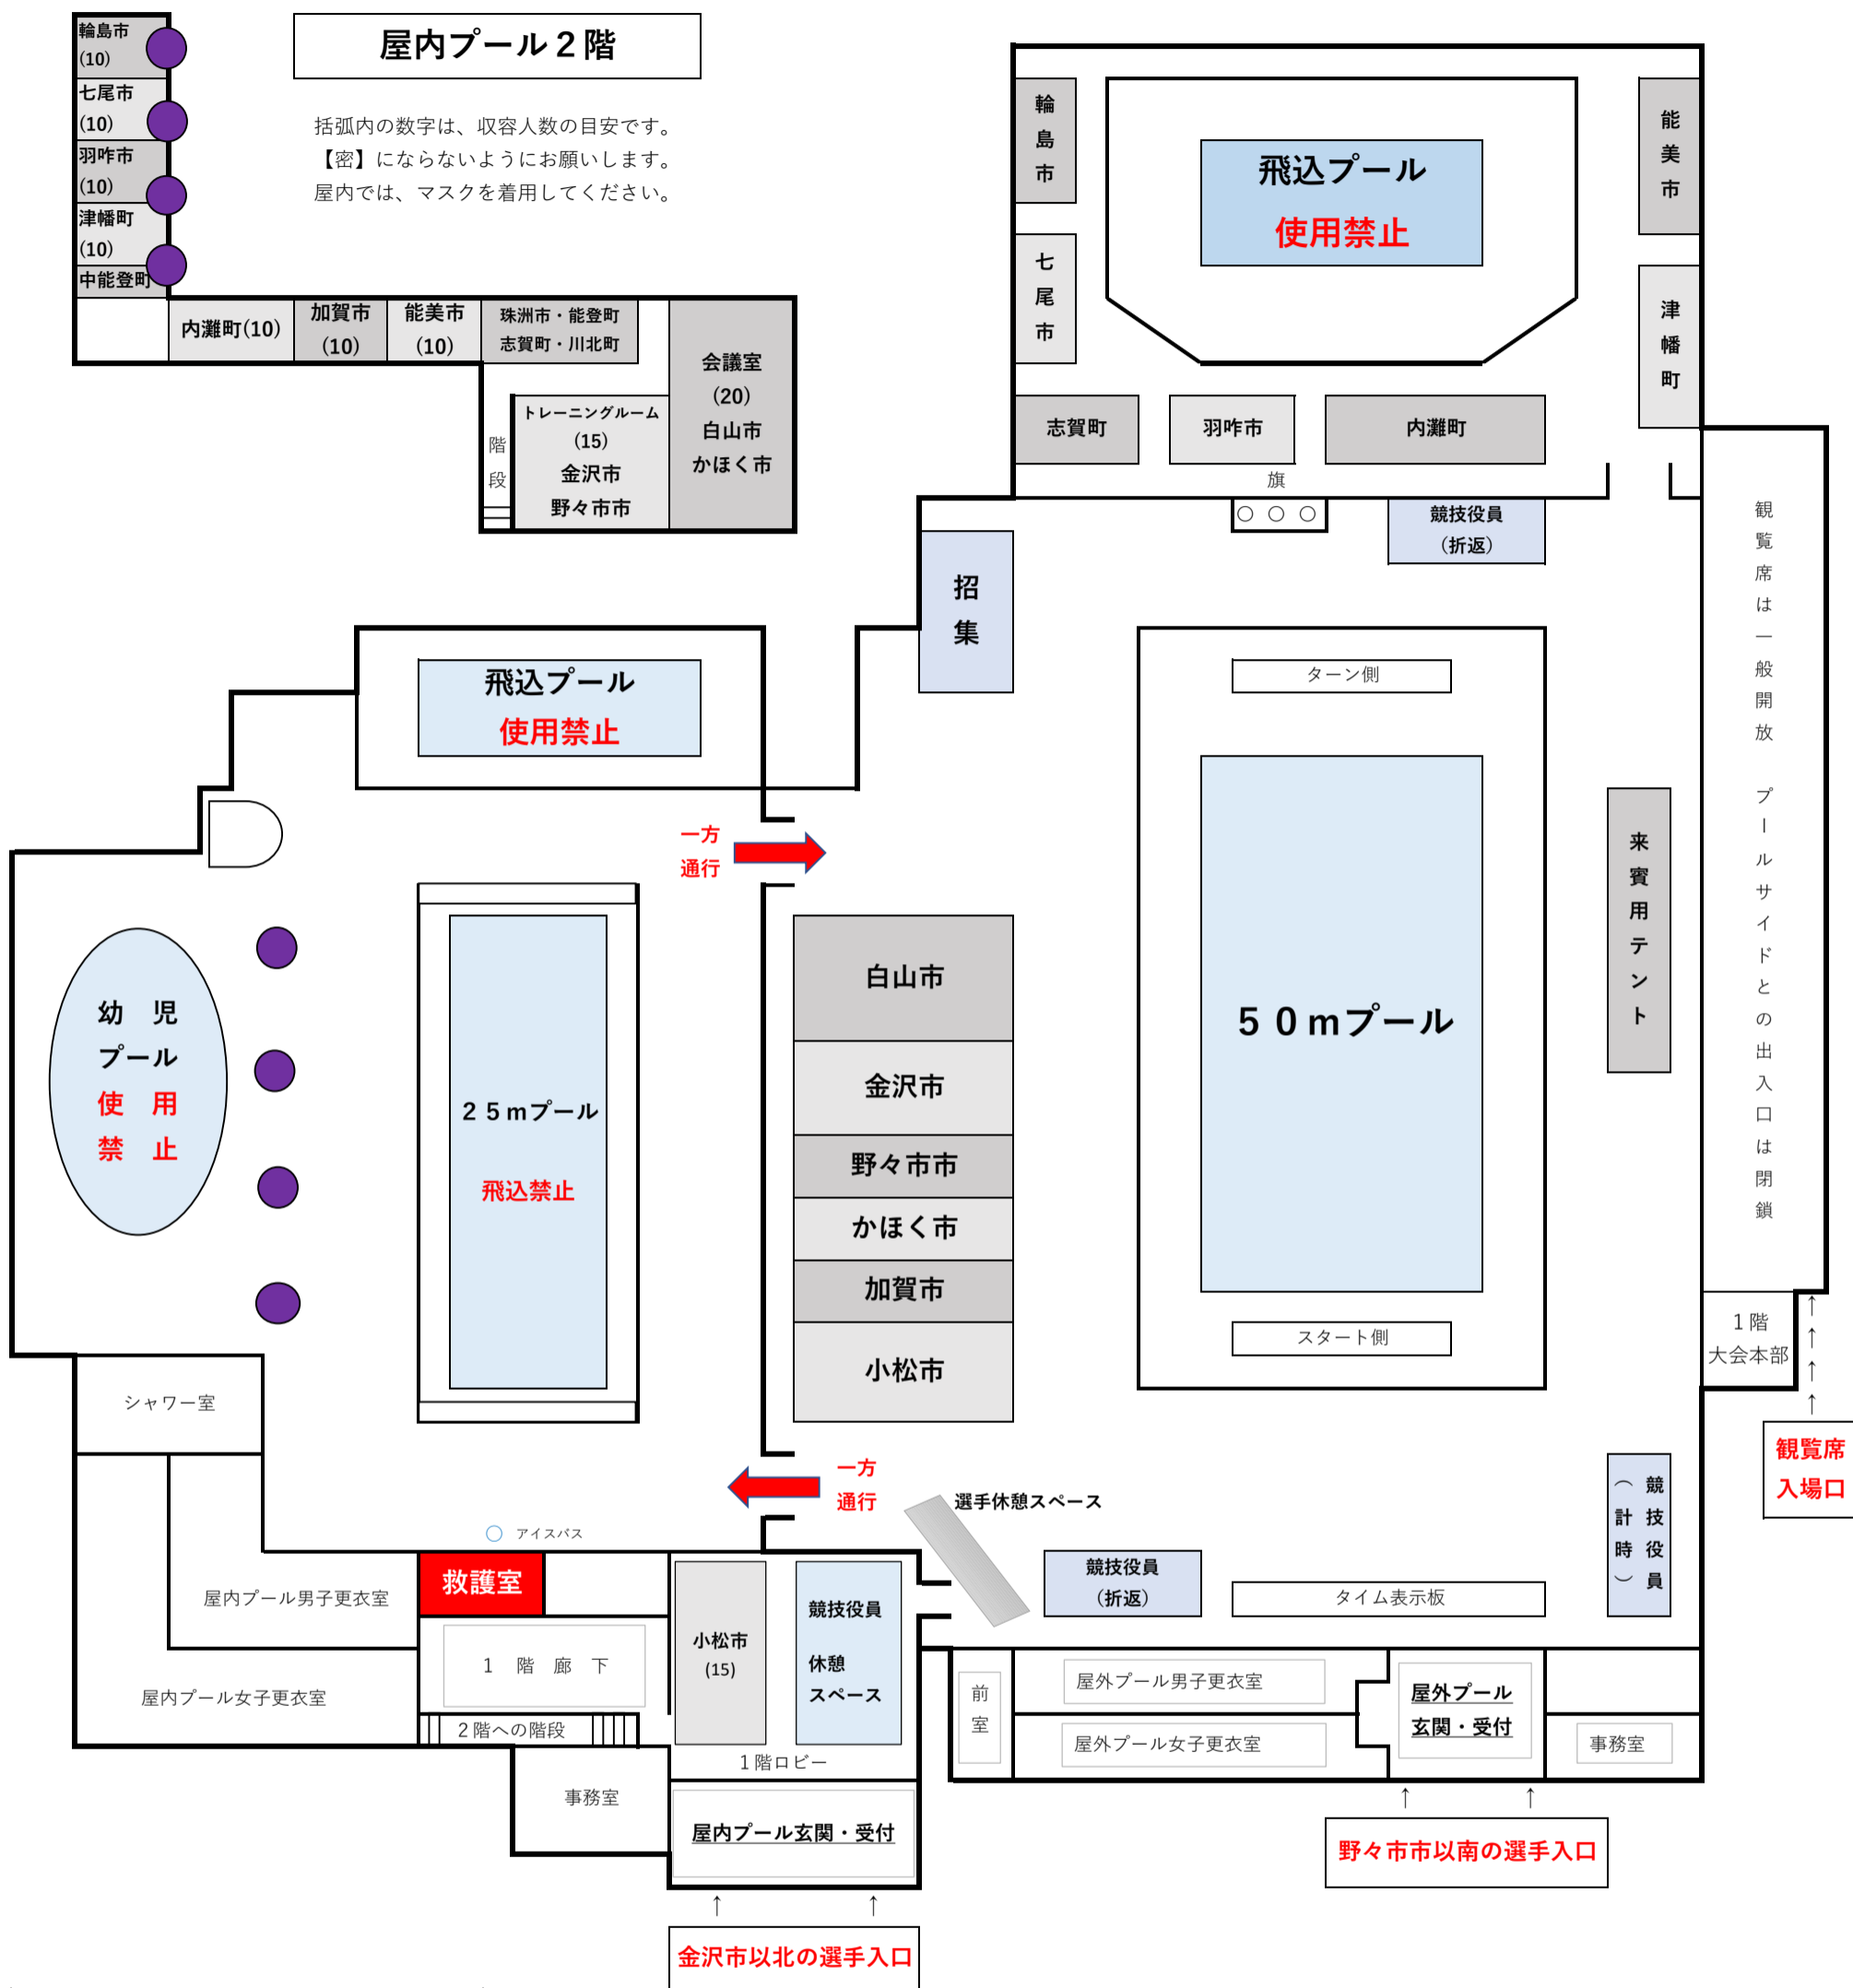 屋内プール２階
括弧内の数字は、収容人数の目安です。
【密】にならないようにお願いします。
屋内では、マスクを着用してください。
輪島市
(10)
七尾市
(10)
羽咋市
(10)
津幡町
(10)
中能登町
内灘町(10)
加賀市
(10)
能美市
(10)
珠洲市・能登町
志賀町・川北町
会議室
(20)
白山市
かほく市
トレーニングルーム
(15)
金沢市
野々市市
階段
輪島市
七尾市
飛込プール
使用禁止
能美市
津幡町
志賀町
羽咋市
内灘町
旗
○ ○ ○
競技役員
（折返）
招集
観覧席は一般開放 プールサイドとの出入口は閉鎖
飛込プール
使用禁止
ターン側
一方
通行
幼 児
プール
使 用
禁 止
２５ｍプール
飛込禁止
白山市
金沢市
野々市市
かほく市
加賀市
小松市
５０ｍプール
来賓用テント
スタート側
１階
大会本部
↑
↑
↑
↑
観覧席
入場口
シャワー室
一方
通行
選手休憩スペース
競技役員
（計時）
アイスバス
救護室
競技役員
（折返）
タイム表示板
屋内プール男子更衣室
屋内プール女子更衣室
１ 階 廊 下
２階への階段
小松市
(15)
競技役員
休憩
スペース
１階ロビー
前室
屋外プール男子更衣室
屋外プール女子更衣室
屋外プール
玄関・受付
事務室
事務室
屋内プール玄関・受付
↑ ↑
野々市市以南の選手入口
↑ ↑
金沢市以北の選手入口